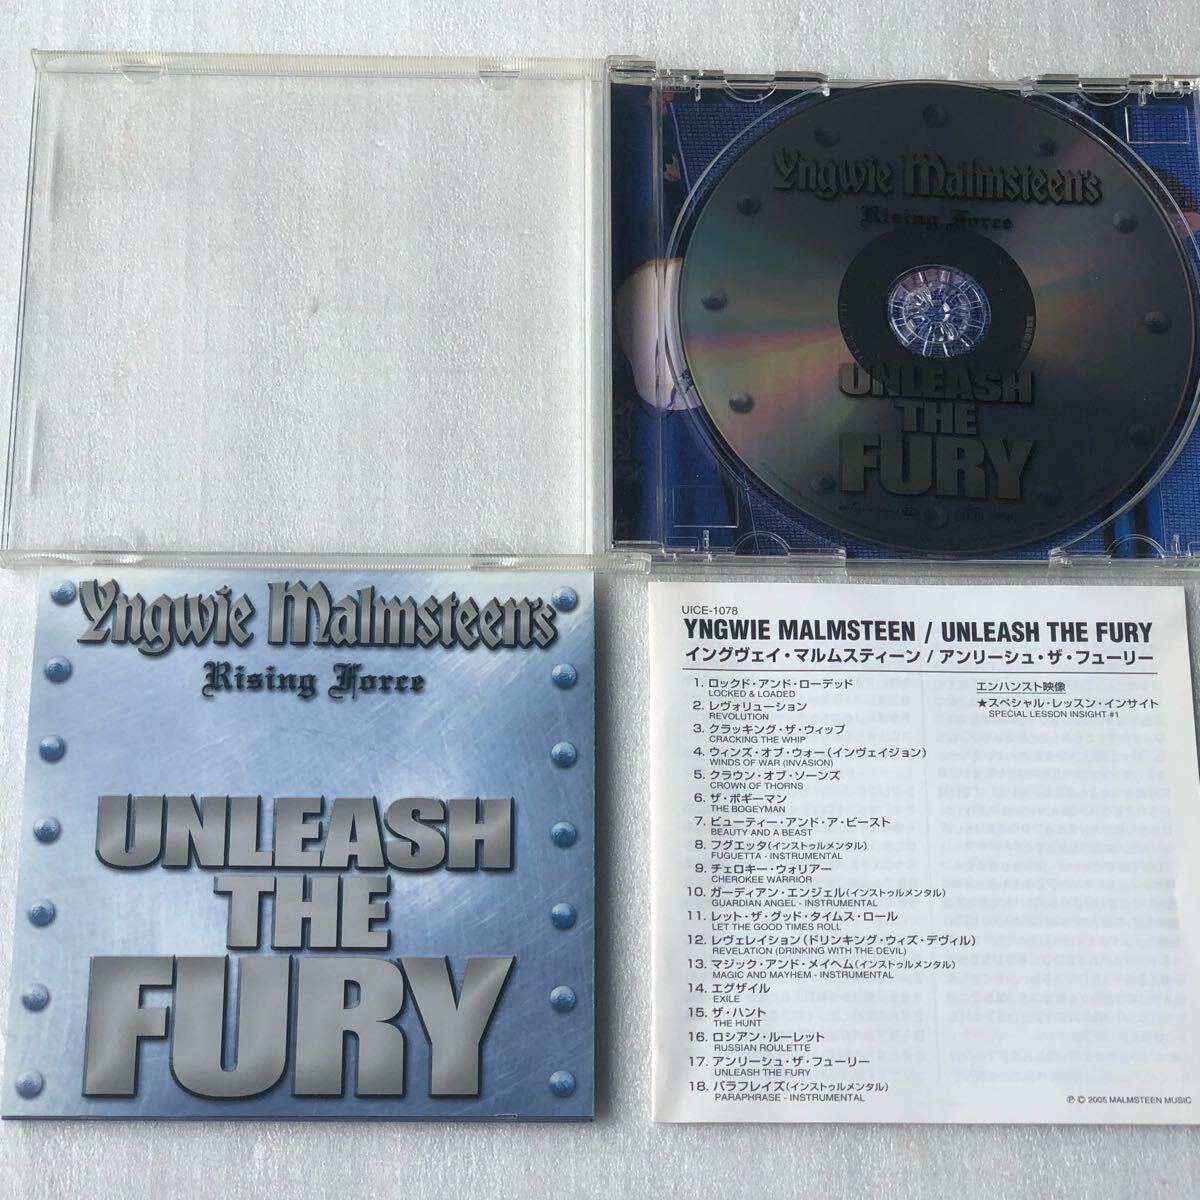 Yngwie Malmsteen's
Rising Force
UNLEASH
THE
FURY
Yngwie Malmsteen's
Rising Force
UNLEASH
THE
FURY
UICE-1078
YNGWIE MALMSTEEN / UNLEASH THE FURY
イングヴェイ・マルムスティーン / アンリーシュ・ザ・フューリー
1. ロックド・アンド・ローデッド
LOCKED & LOADED
2. レヴォリューション
REVOLUTION
3. クラッキング・ザ・ウィップ
CRACKING THE WHIP
4. ウィンズ・オブ・ウォー(インヴェイジョン)
WINDS OF WAR (INVASION)
5. クラウン・オブ・ソーンズ
CROWN OF THORNS
6. ザ・ボギーマン
THE BOGEYMAN
7. ビューティー・アンド・ア・ビースト
BEAUTY AND A BEAST
8. フグエッタ(インストゥルメンタル)
FUGUETTA - INSTRUMENTAL
9. チェロキー・ウォリアー
CHEROKEE WARRIOR
10. ガーディアン・エンジェル(インストゥルメンタル)
GUARDIAN ANGEL - INSTRUMENTAL
11. レット・ザ・グッド・タイムス・ロール
LET THE GOOD TIMES ROLL
12. レヴェレイション(ドリンキング・ウィズ・デヴィル)
REVELATION (DRINKING WITH THE DEVIL)
13. マジック・アンド・メイヘム(インストゥルメンタル)
MAGIC AND MAYHEM - INSTRUMENTAL
14. エグザイル
EXILE
15. ザ・ハント
THE HUNT
16. ロシアン・ルーレット
RUSSIAN ROULETTE
17. アンリーシュ・ザ・フューリー
UNLEASH THE FURY
18. パラフレイズ(インストゥルメンタル)
PARAPHRASE - INSTRUMENTAL
エンハンスト映像
★スペシャル・レッスン・インサイト
SPECIAL LESSON INSIGHT #1
Ⓟ © 2005 MALMSTEEN MUSIC